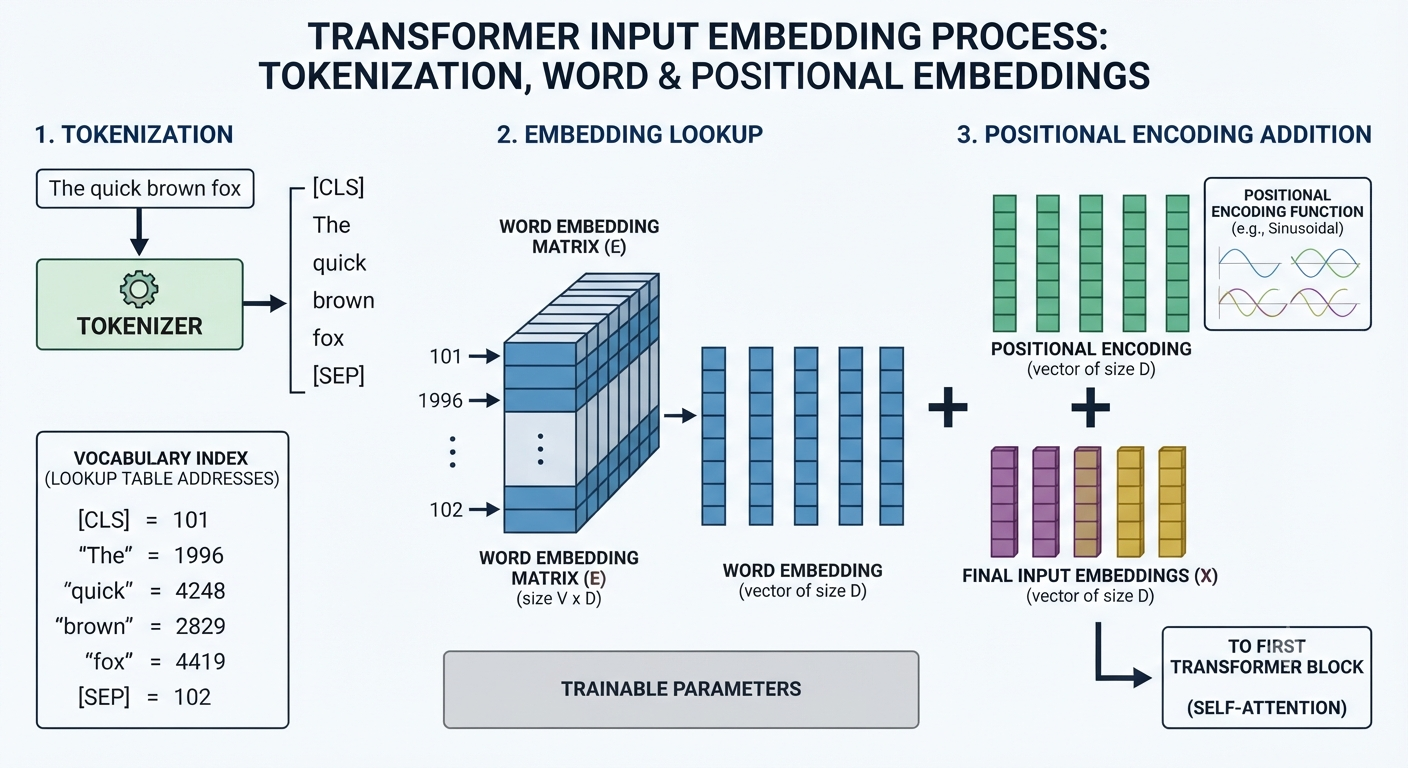 TRANSFORMER INPUT EMBEDDING PROCESS:
TOKENIZATION, WORD & POSITIONAL EMBEDDINGS
1. TOKENIZATION
The quick brown fox
TOKENIZER
[CLS]
The
quick
brown
fox
[SEP]
VOCABULARY INDEX
(LOOKUP TABLE ADDRESSES)
[CLS] = 101
“The” = 1996
“quick” = 4248
“brown” = 2829
“fox” = 4419
[SEP] = 102
2. EMBEDDING LOOKUP
WORD EMBEDDING
MATRIX (E)
101
1996
102
WORD EMBEDDING
MATRIX (E)
(size V x D)
WORD EMBEDDING
(vector of size D)
TRAINABLE PARAMETERS
3. POSITIONAL ENCODING ADDITION
POSITIONAL
ENCODING FUNCTION
(e.g., Sinusoidal)
POSITIONAL ENCODING
(vector of size D)
FINAL INPUT EMBEDDINGS (X)
(vector of size D)
TO FIRST
TRANSFORMER BLOCK
(SELF-ATTENTION)